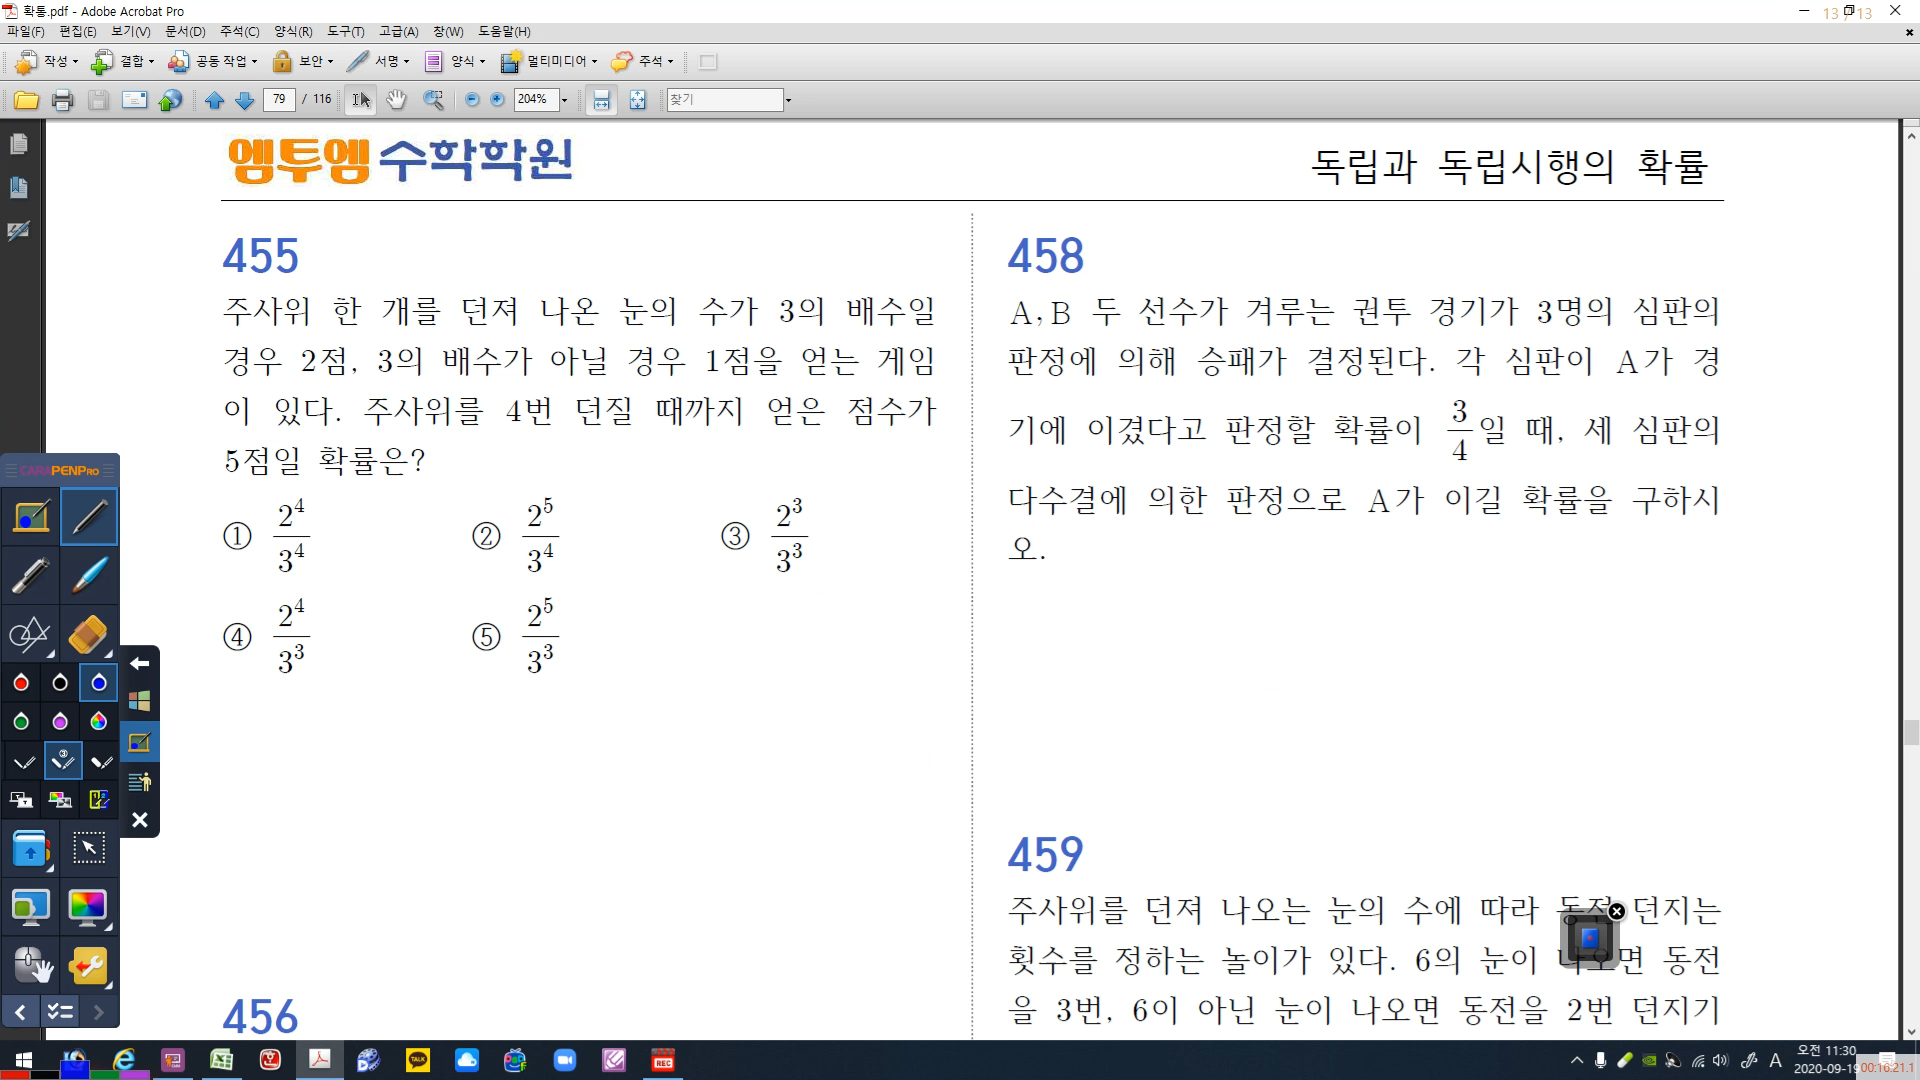 확통.pdf - Adobe Acrobat Pro
13 / 13
파일(F) 편집(E) 보기(V) 문서(D) 주석(C) 양식(R) 도구(T) 고급(A) 창(W) 도움말(H)
작성 결합 공동 작업 보안 서명 양식 멀티미디어 주석
79 / 116 204% 찾기
엠투엠 수학학원
독립과 독립시행의 확률
455
주사위 한 개를 던져 나온 눈의 수가 3의 배수일
경우 2점, 3의 배수가 아닐 경우 1점을 얻는 게임
이 있다. 주사위를 4번 던질 때까지 얻은 점수가
5점일 확률은?
① 2^4/3^4 ② 2^5/3^4 ③ 2^3/3^3
④ 2^4/3^3 ⑤ 2^5/3^3
456
458
A, B 두 선수가 겨루는 권투 경기가 3명의 심판의
판정에 의해 승패가 결정된다. 각 심판이 A가 경
기에 이겼다고 판정할 확률이 3/4일 때, 세 심판의
다수결에 의한 판정으로 A가 이길 확률을 구하시
오.
459
주사위를 던져 나오는 눈의 수에 따라 동전 던지는
횟수를 정하는 놀이가 있다. 6의 눈이 나오면 동전
을 3번, 6이 아닌 눈이 나오면 동전을 2번 던지기
CARAPENPRO
③
TALK
REC
A
오전 11:30
2020-09-19
00:16:21.1